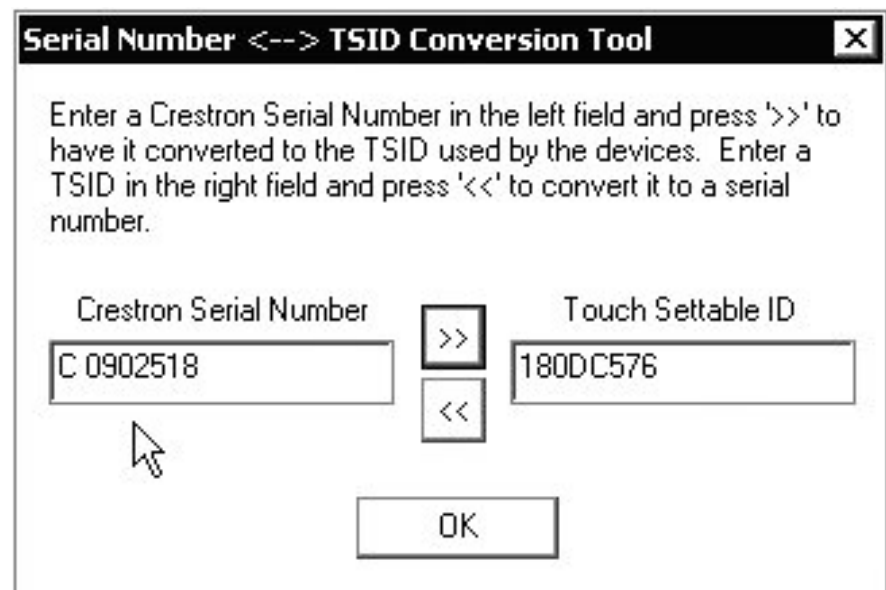 Serial Number <--> TSID Conversion Tool
Enter a Crestron Serial Number in the left field and press '>>' to
have it converted to the TSID used by the devices.  Enter a
TSID in the right field and press '<<' to convert it to a serial
number.
Crestron Serial Number
>>
Touch Settable ID
C 0902518
180DC576
<<
OK